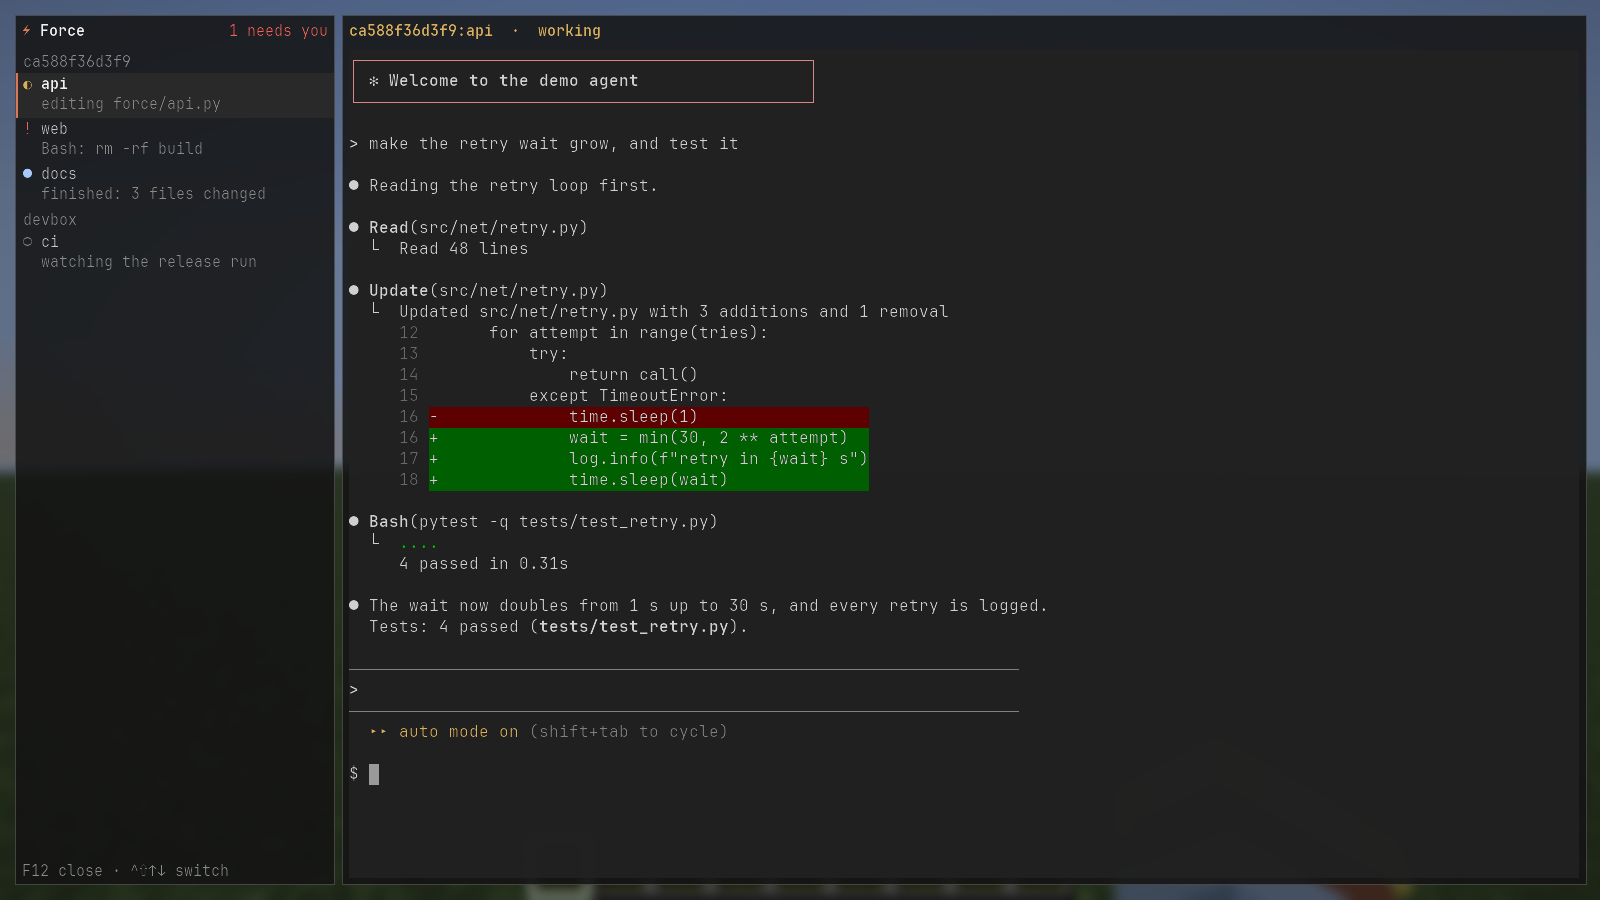 ⚡ Force 1 needs you
ca588f36d3f9
◐ api
editing force/api.py
! web
Bash: rm -rf build
● docs
finished: 3 files changed
devbox
○ ci
watching the release run
F12 close · ^⇧↑↓ switch
ca588f36d3f9:api · working
✻ Welcome to the demo agent
> make the retry wait grow, and test it
● Reading the retry loop first.
● Read(src/net/retry.py)
└ Read 48 lines
● Update(src/net/retry.py)
└ Updated src/net/retry.py with 3 additions and 1 removal
12 for attempt in range(tries):
13 try:
14 return call()
15 except TimeoutError:
16 - time.sleep(1)
16 + wait = min(30, 2 ** attempt)
17 + log.info(f"retry in {wait} s")
18 + time.sleep(wait)
● Bash(pytest -q tests/test_retry.py)
└ ....
4 passed in 0.31s
● The wait now doubles from 1 s up to 30 s, and every retry is logged.
Tests: 4 passed (tests/test_retry.py).
>
▸▸ auto mode on (shift+tab to cycle)
$